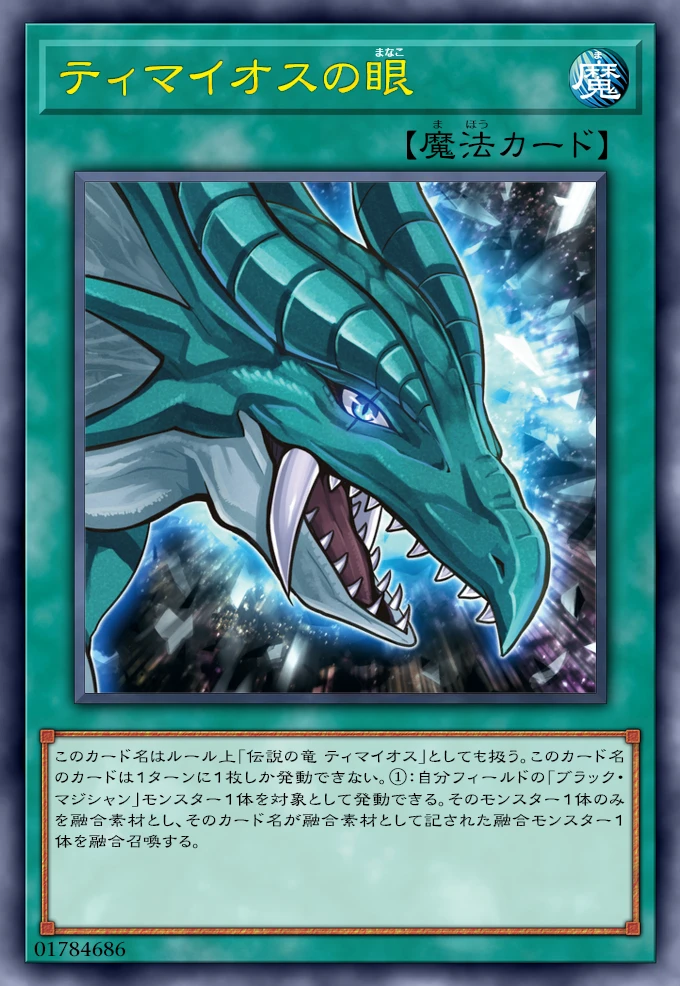 ティマイオスの眼
まなこ
魔
ま
【魔法カード】
ま ほう
このカード名はルール上「伝説の竜 ティマイオス」としても扱う。このカード名
のカードは１ターンに１枚しか発動できない。①：自分フィールドの「ブラック・
マジシャン」モンスター１体を対象として発動できる。そのモンスター１体のみ
を融合素材とし、そのカード名が融合素材として記された融合モンスター１
体を融合召喚する。
01784686